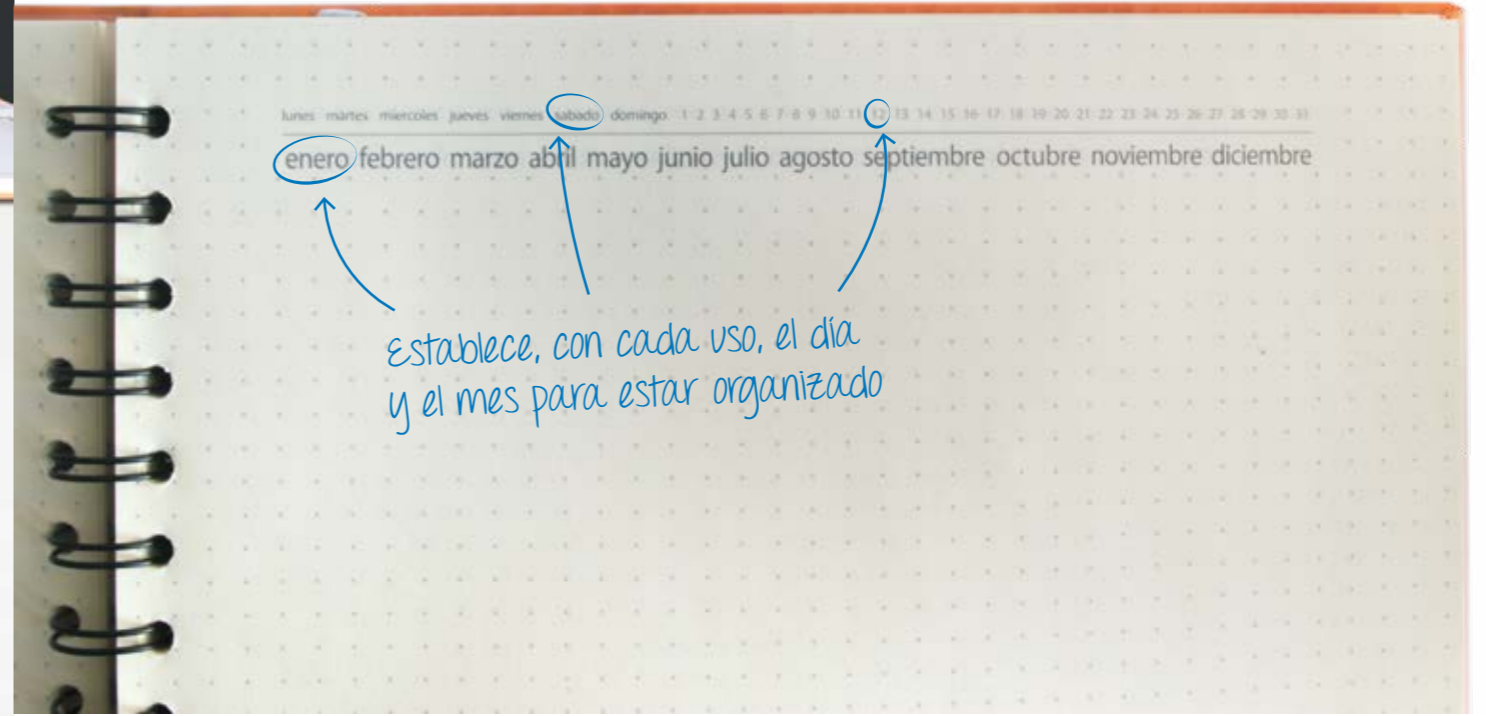 lunes martes miercoles jueves viernes sabado domingo 1 2 3 4 5 6 7 8 9 10 11 12 13 14 15 16 17 18 19 20 21 22 23 24 25 26 27 28 29 30 31
enero febrero marzo abril mayo junio julio agosto septiembre octubre noviembre diciembre
Establece, con cada uso, el día
y el mes para estar organizado